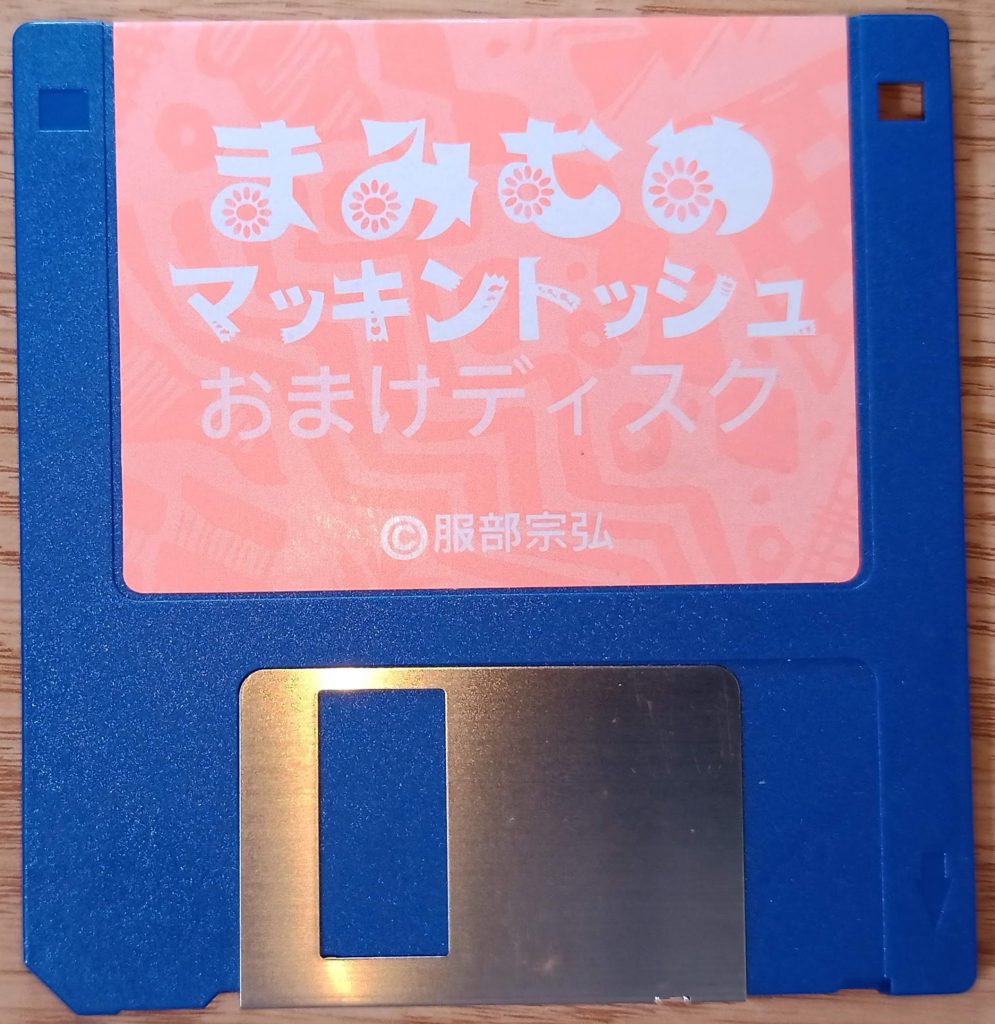 まみむめ
マッキントッシュ
おまけディスク
©服部宗弘